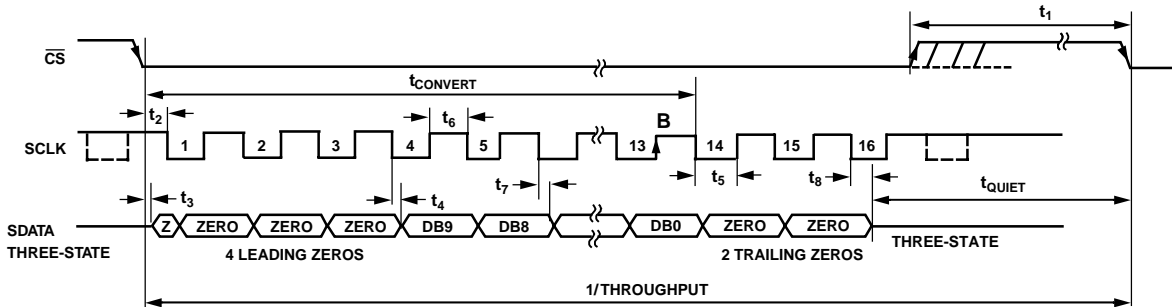 t1
CS
tCONVERT
t2
t6
B
SCLK
1 2 3 4 5 13 14 15 16
t3
t4
t7
t5
t8
tQUIET
SDATA
Z ZERO ZERO ZERO DB9 DB8 DB0 ZERO ZERO
THREE-STATE
4 LEADING ZEROS
2 TRAILING ZEROS
THREE-STATE
1/THROUGHPUT